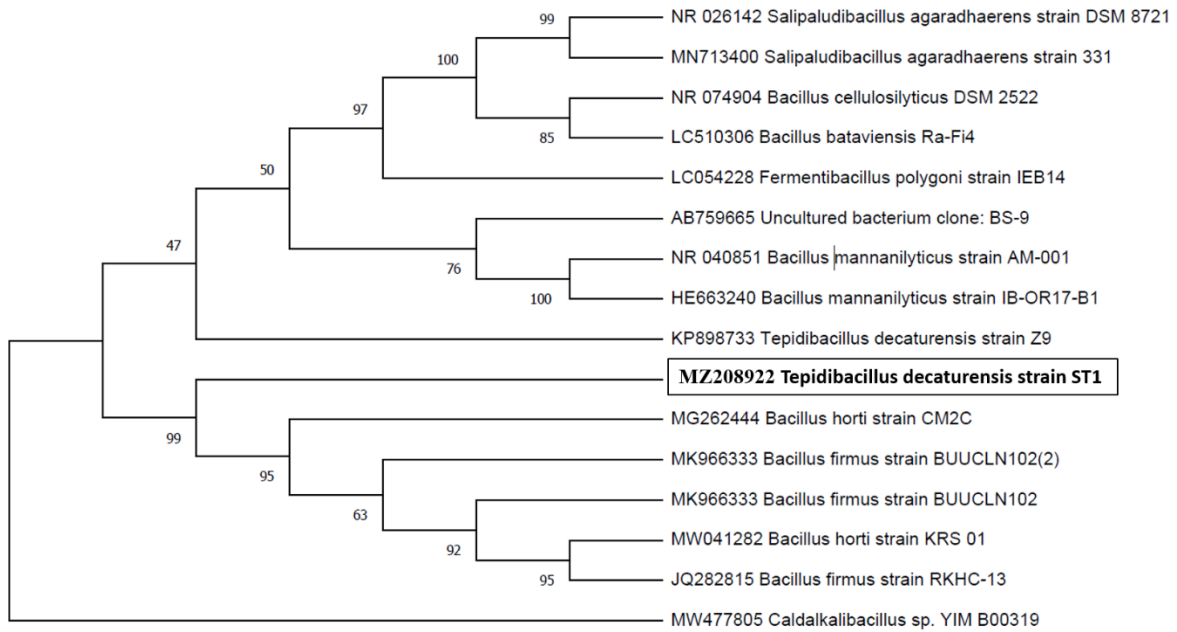 99
NR 026142 Salipaludibacillus agaradhaerens strain DSM 8721
MN713400 Salipaludibacillus agaradhaerens strain 331
100
NR 074904 Bacillus cellulosilyticus DSM 2522
97
85
LC510306 Bacillus bataviensis Ra-Fi4
50
LC054228 Fermentibacillus polygoni strain IEB14
AB759665 Uncultured bacterium clone: BS-9
47
76
NR 040851 Bacillus mannanilyticus strain AM-001
100
HE663240 Bacillus mannanilyticus strain IB-OR17-B1
KP898733 Tepidibacillus decaturensis strain Z9
MZ208922 Tepidibacillus decaturensis strain ST1
99
MG262444 Bacillus horti strain CM2C
95
MK966333 Bacillus firmus strain BUUCLN102(2)
63
MK966333 Bacillus firmus strain BUUCLN102
92
MW041282 Bacillus horti strain KRS 01
95
JQ282815 Bacillus firmus strain RKHC-13
MW477805 Caldalkalibacillus sp. YIM B00319